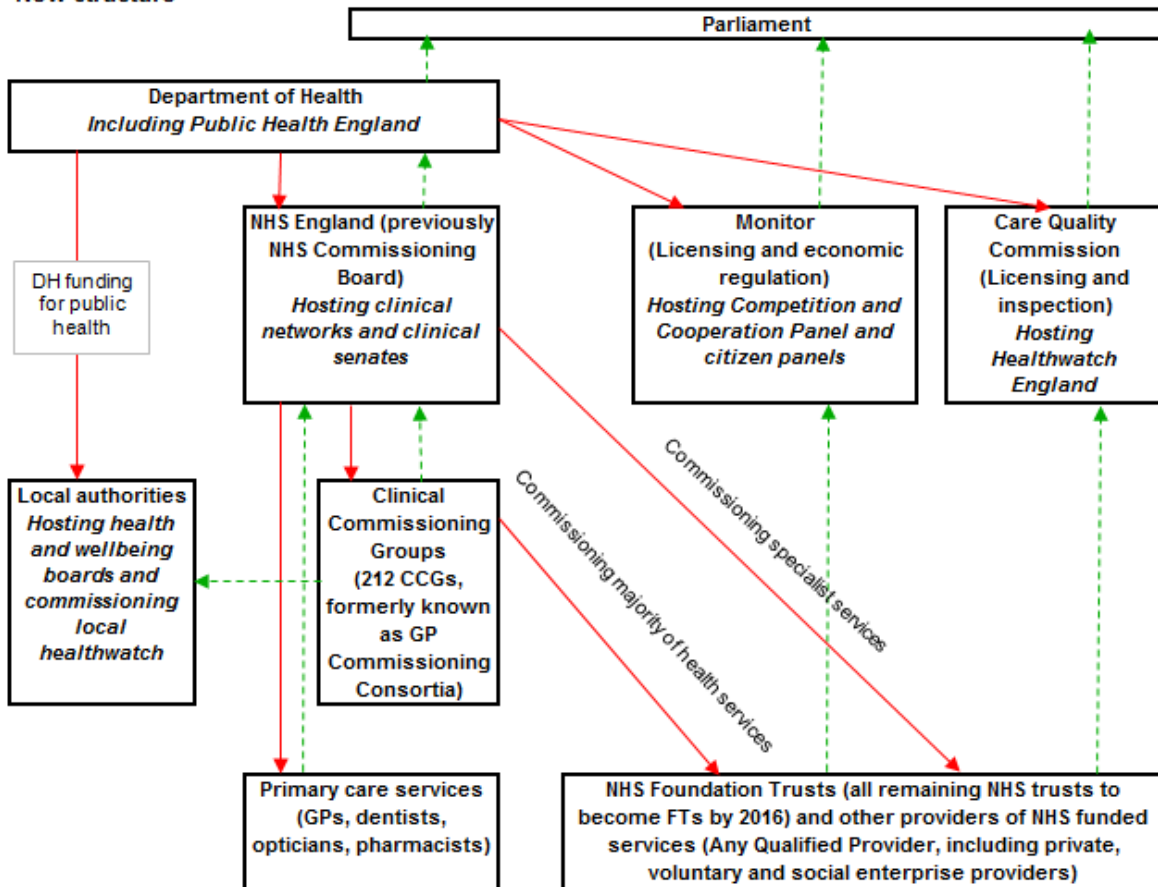 New structure
Parliament
Department of Health
Including Public Health England
NHS England (previously
NHS Commissioning
Board)
Hosting clinical
networks and clinical
senates
Monitor
(Licensing and economic
regulation)
Hosting Competition and
Cooperation Panel and
citizen panels
Care Quality
Commission
(Licensing and
inspection)
Hosting
Healthwatch
England
DH funding
for public
health
Local authorities
Hosting health
and wellbeing
boards and
commissioning
local
healthwatch
Clinical
Commissioning
Groups
(212 CCGs,
formerly known
as GP
Commissioning
Consortia)
Commissioning majority of health services
Commissioning specialist services
Primary care services
(GPs, dentists,
opticians, pharmacists)
NHS Foundation Trusts (all remaining NHS trusts to
become FTs by 2016) and other providers of NHS funded
services (Any Qualified Provider, including private,
voluntary and social enterprise providers)